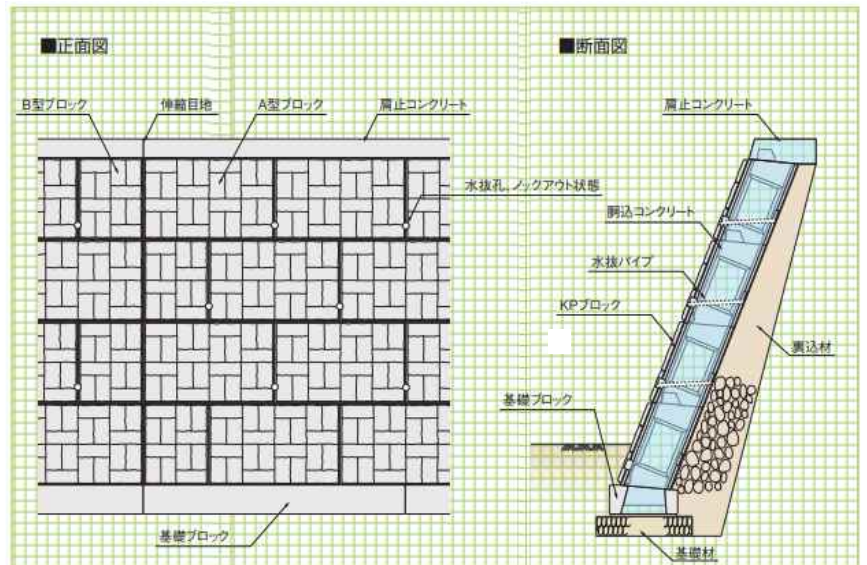 ■正面図
B型ブロック
伸縮目地
A型ブロック
肩止コンクリート
水抜孔、ノックアウト状態
基礎ブロック
■断面図
肩止コンクリート
胴込コンクリート
水抜パイプ
KPブロック
裏込材
基礎ブロック
基礎材